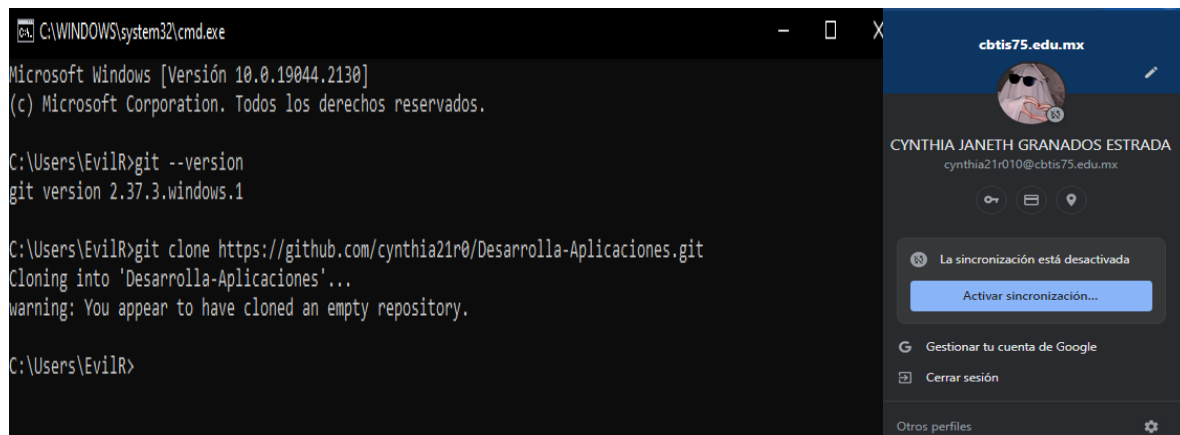 C:\WINDOWS\system32\cmd.exe
Microsoft Windows [Versión 10.0.19044.2130]
(c) Microsoft Corporation. Todos los derechos reservados.
C:\Users\EvilR>git --version
git version 2.37.3.windows.1
C:\Users\EvilR>git clone https://github.com/cynthia21r0/Desarrolla-Aplicaciones.git
Cloning into 'Desarrolla-Aplicaciones'...
warning: You appear to have cloned an empty repository.
C:\Users\EvilR>
cbtis75.edu.mx
CYNTHIA JANETH GRANADOS ESTRADA
cynthia21r010@cbtis75.edu.mx
La sincronización está desactivada
Activar sincronización...
G Gestionar tu cuenta de Google
Cerrar sesión
Otros perfiles